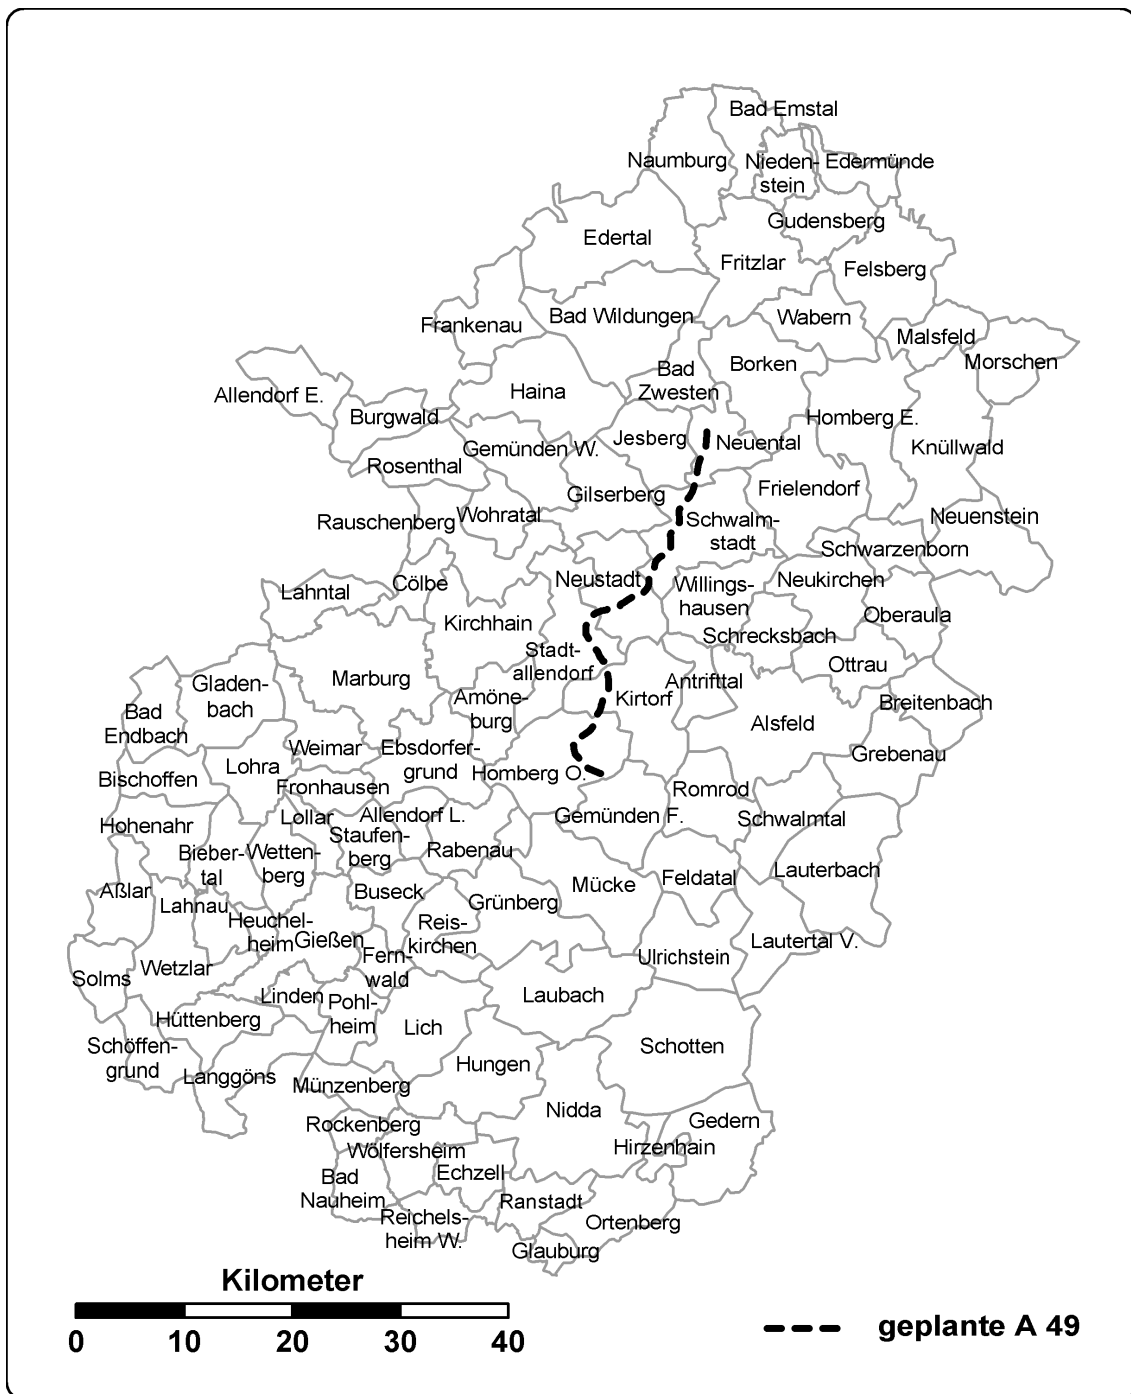 Bad Emstal
Naumburg
Nieden-
stein
Edermünde
Gudensberg
Edertal
Fritzlar
Felsberg
Bad Wildungen
Wabern
Frankenau
Malsfeld
Morschen
Borken
Bad
Zwesten
Haina
Allendorf E.
Burgwald
Homberg E.
Jesberg
Neuental
Knüllwald
Gemünden W.
Rosenthal
Gilserberg
Frielendorf
Rauschenberg
Wohratal
Schwalm-
stadt
Neuenstein
Schwarzenborn
Lahntal
Cölbe
Neustadt
Willings-
hausen
Neukirchen
Oberaula
Kirchhain
Schrecksbach
Stadt-
allendorf
Ottrau
Marburg
Gladen-
bach
Amöne-
burg
Kirtorf
Antrifttal
Breitenbach
Bad
Endbach
Alsfeld
Weimar
Ebsdorfer-
grund
Grebenau
Bischoffen
Lohra
Fronhausen
Homberg O.
Romrod
Hohenahr
Lollar
Allendorf L.
Gemünden F.
Schwalmtal
Staufen-
berg
Bieber-
tal
Wetten-
berg
Rabenau
Aßlar
Buseck
Mücke
Feldatal
Lauterbach
Lahnau
Grünberg
Heuchel-
heim
Gießen
Reis-
kirchen
Lautertal V.
Fern-
wald
Ulrichstein
Solms
Wetzlar
Linden
Pohl-
heim
Laubach
Hüttenberg
Lich
Schöffen-
grund
Schotten
Langgöns
Hungen
Münzenberg
Nidda
Gedern
Rockenberg
Hirzenhain
Wölfersheim
Bad
Nauheim
Echzell
Ranstadt
Reichels-
heim W.
Ortenberg
Glauburg
Kilometer
0 10 20 30 40
geplante A 49